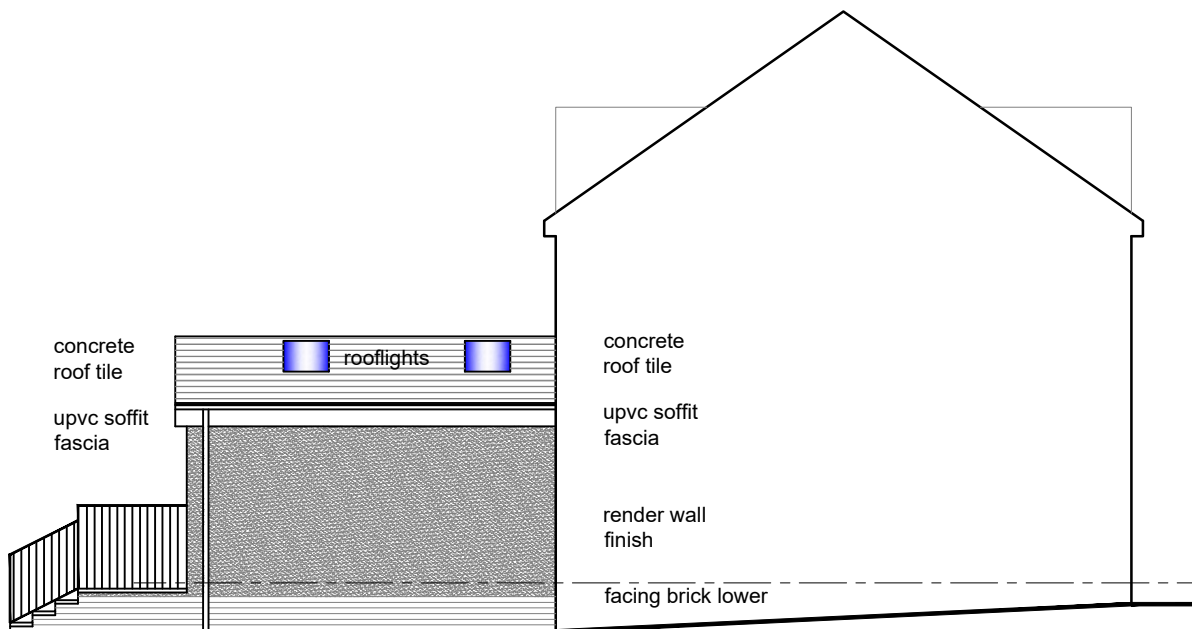 concrete
roof tile
upvc soffit
fascia
rooflights
concrete
roof tile
upvc soffit
fascia
render wall
finish
facing brick lower